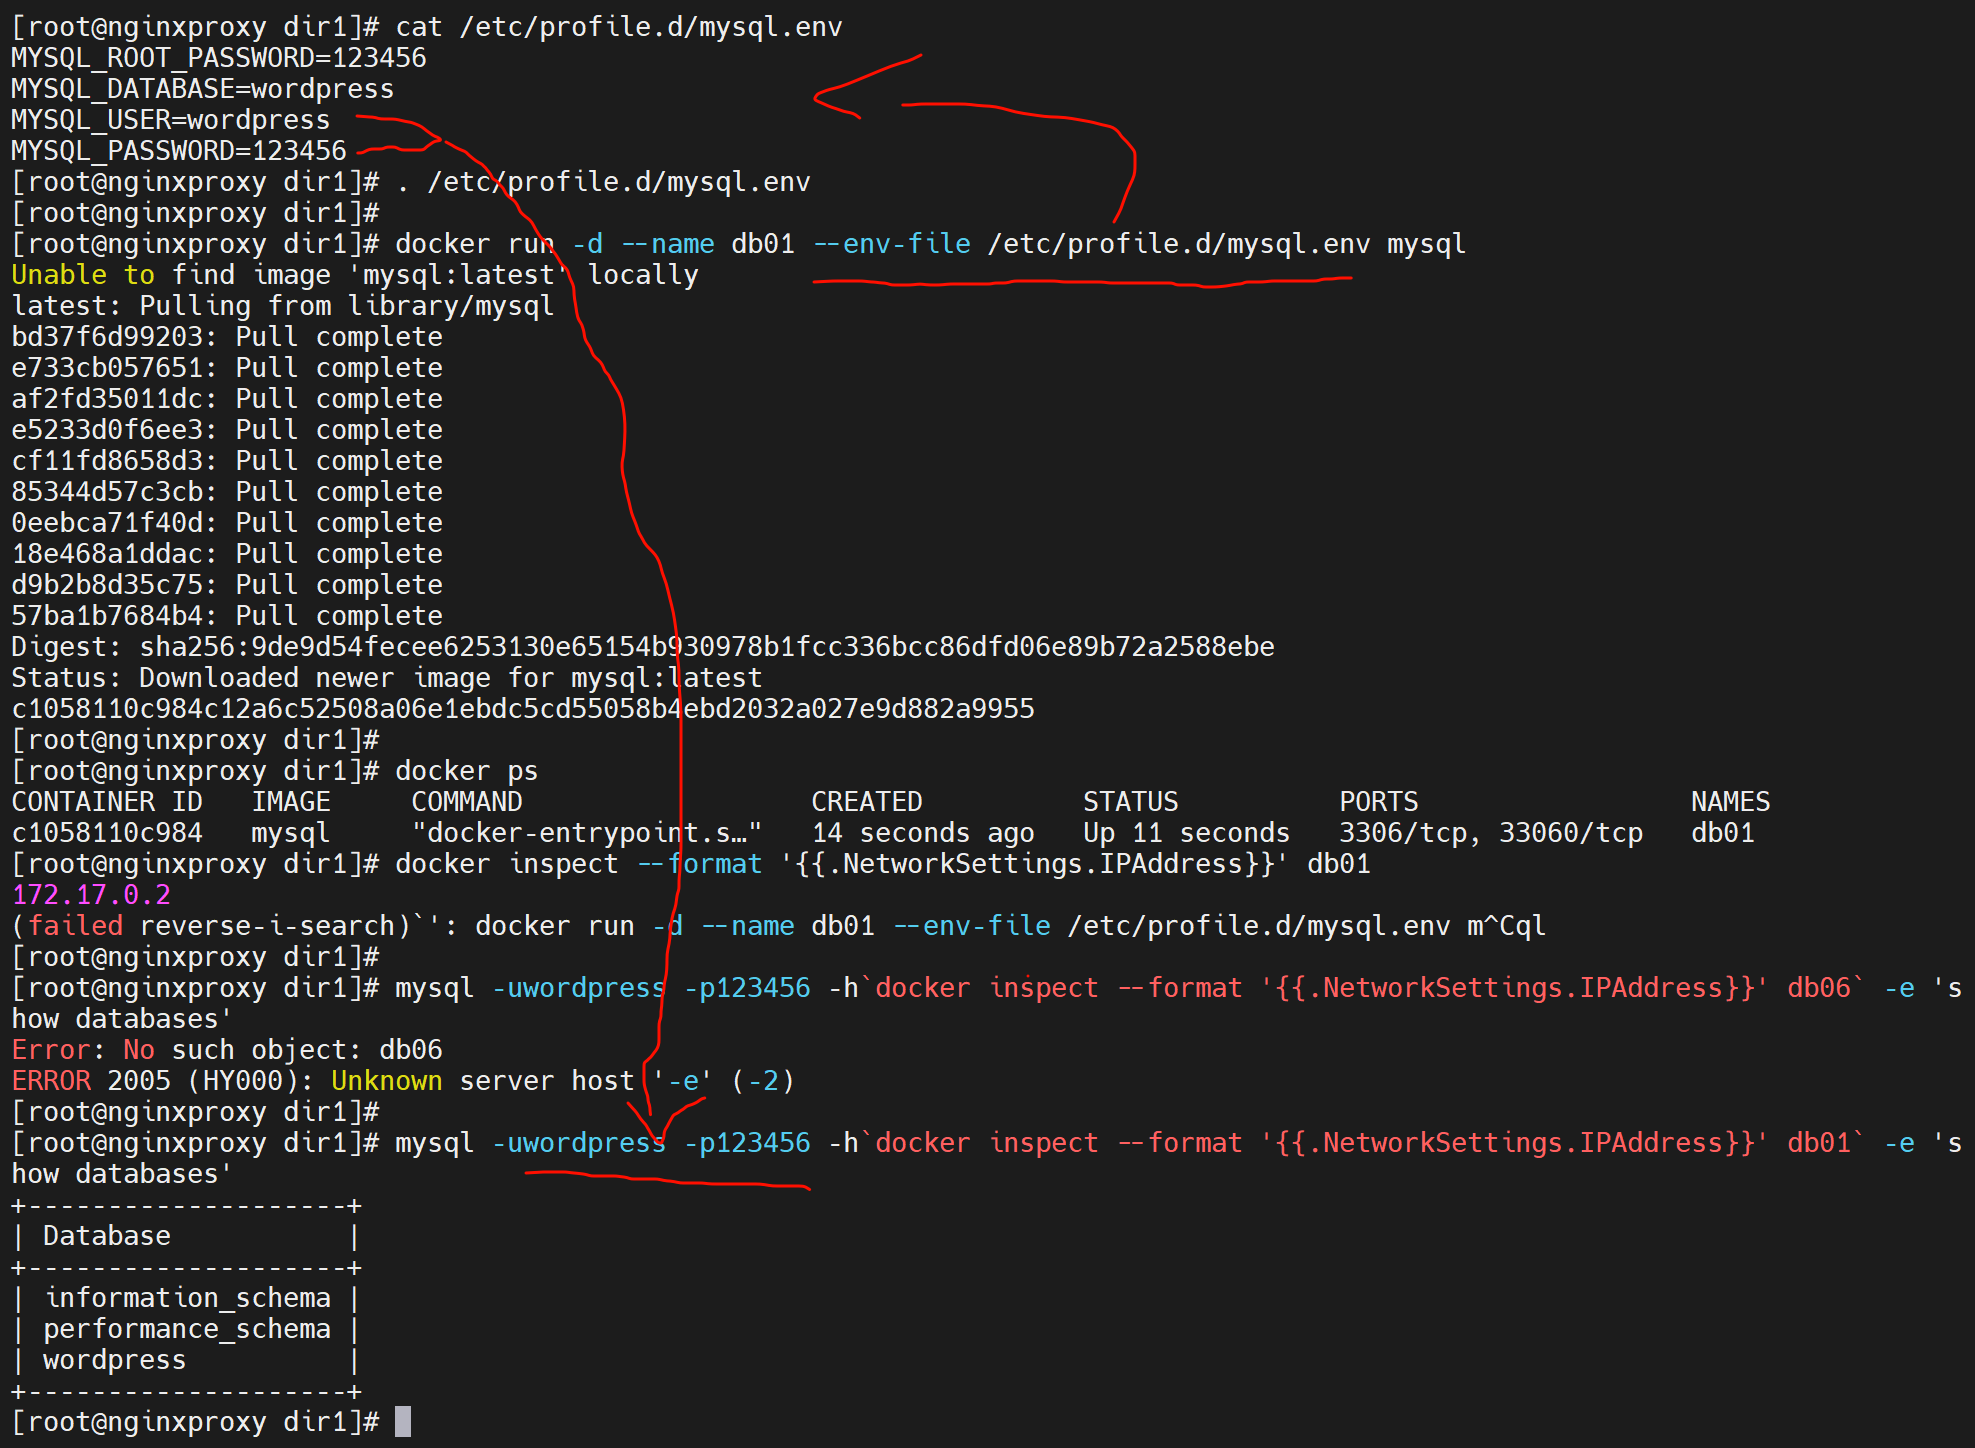 [root@nginxproxy dir1]# cat /etc/profile.d/mysql.env
MYSQL_ROOT_PASSWORD=123456
MYSQL_DATABASE=wordpress
MYSQL_USER=wordpress
MYSQL_PASSWORD=123456
[root@nginxproxy dir1]# . /etc/profile.d/mysql.env
[root@nginxproxy dir1]#
[root@nginxproxy dir1]# docker run -d --name db01 --env-file /etc/profile.d/mysql.env mysql
Unable to find image 'mysql:latest' locally
latest: Pulling from library/mysql
bd37f6d99203: Pull complete
e733cb057651: Pull complete
af2fd35011dc: Pull complete
e5233d0f6ee3: Pull complete
cf11fd8658d3: Pull complete
85344d57c3cb: Pull complete
0eebca71f40d: Pull complete
18e468a1ddac: Pull complete
d9b2b8d35c75: Pull complete
57ba1b7684b4: Pull complete
Digest: sha256:9de9d54fecee6253130e65154b930978b1fcc336bcc86dfd06e89b72a2588ebe
Status: Downloaded newer image for mysql:latest
c1058110c984c12a6c52508a06e1ebdc5cd55058b4ebd2032a027e9d882a9955
[root@nginxproxy dir1]#
[root@nginxproxy dir1]# docker ps
CONTAINER ID   IMAGE     COMMAND                  CREATED          STATUS          PORTS                 NAMES
c1058110c984   mysql     "docker-entrypoint.s…"   14 seconds ago   Up 11 seconds   3306/tcp, 33060/tcp   db01
[root@nginxproxy dir1]# docker inspect --format '{{.NetworkSettings.IPAddress}}' db01
172.17.0.2
(failed reverse-i-search)`': docker run -d --name db01 --env-file /etc/profile.d/mysql.env m^Cql
[root@nginxproxy dir1]#
[root@nginxproxy dir1]# mysql -uwordpress -p123456 -h`docker inspect --format '{{.NetworkSettings.IPAddress}}' db06` -e 's
how databases'
Error: No such object: db06
ERROR 2005 (HY000): Unknown server host '-e' (-2)
[root@nginxproxy dir1]#
[root@nginxproxy dir1]# mysql -uwordpress -p123456 -h`docker inspect --format '{{.NetworkSettings.IPAddress}}' db01` -e 's
how databases'
+--------------------+
| Database           |
+--------------------+
| information_schema |
| performance_schema |
| wordpress          |
+--------------------+
[root@nginxproxy dir1]#